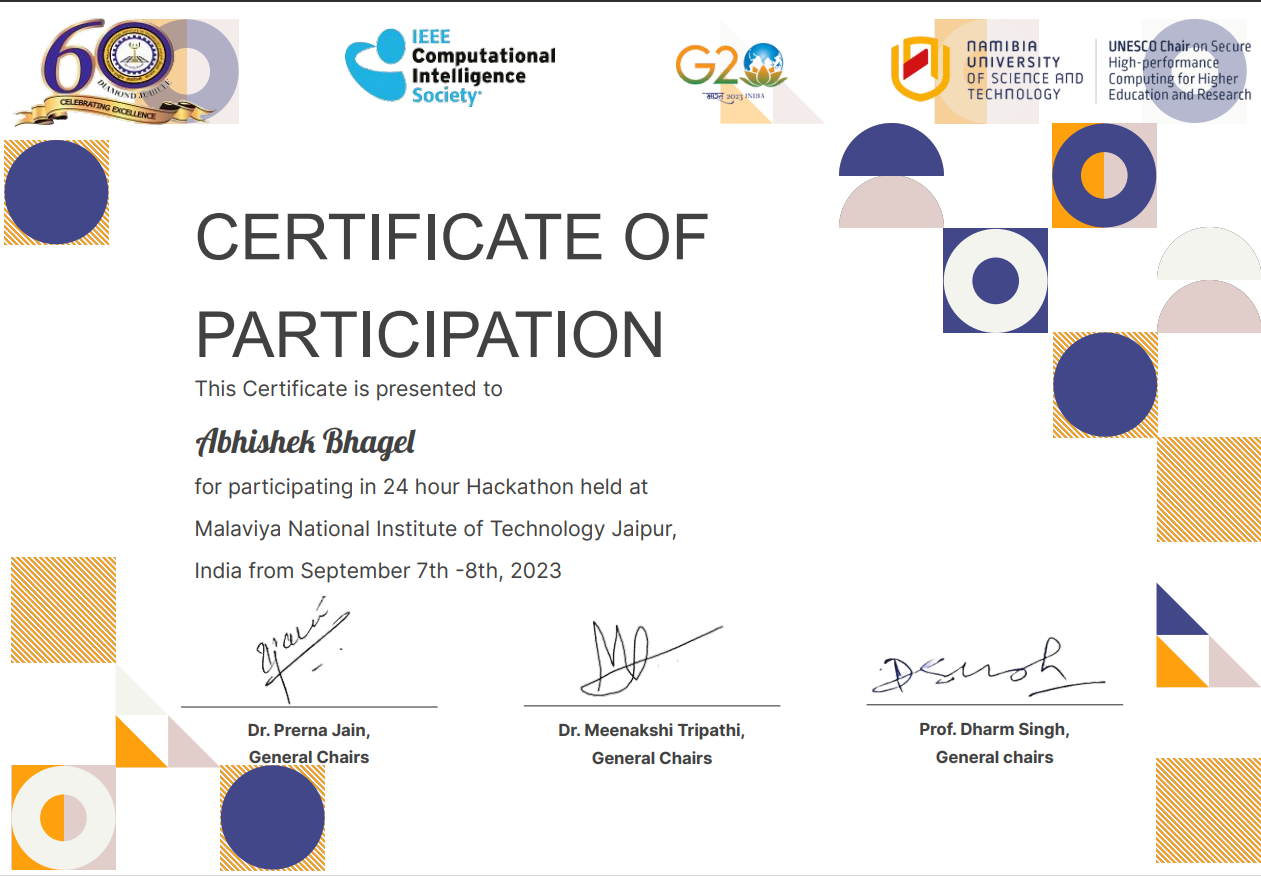 60
DIAMOND JUBILEE
CELEBRATING EXCELLENCE
IEEE
Computational
Intelligence
Society
G20
भारत 2023 INDIA
NAMIBIA
UNIVERSITY
OF SCIENCE AND
TECHNOLOGY
UNESCO Chair on Secure
High-performance
Computing for Higher
Education and Research
CERTIFICATE OF
PARTICIPATION
This Certificate is presented to
Abhishek Bhagel
for participating in 24 hour Hackathon held at
Malaviya National Institute of Technology Jaipur,
India from September 7th -8th, 2023
Dr. Prerna Jain,
General Chairs
Dr. Meenakshi Tripathi,
General Chairs
Prof. Dharm Singh,
General chairs